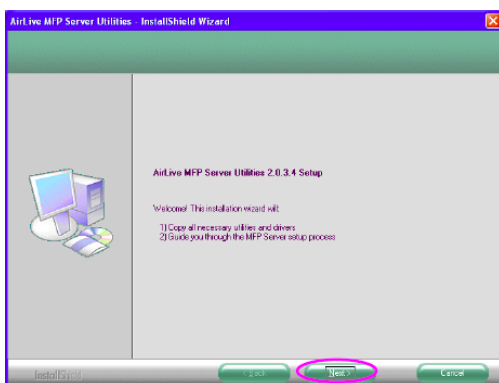 AirLive MFP Server Utilities - InstallShield Wizard
AirLive MFP Server Utilities 2.0.3.4 Setup
Welcome! This installation wizard will:
1) Copy all necessary utilities and drivers
2) Guide you through the MFP Server setup process
InstallShield
< Back
Next >
Cancel